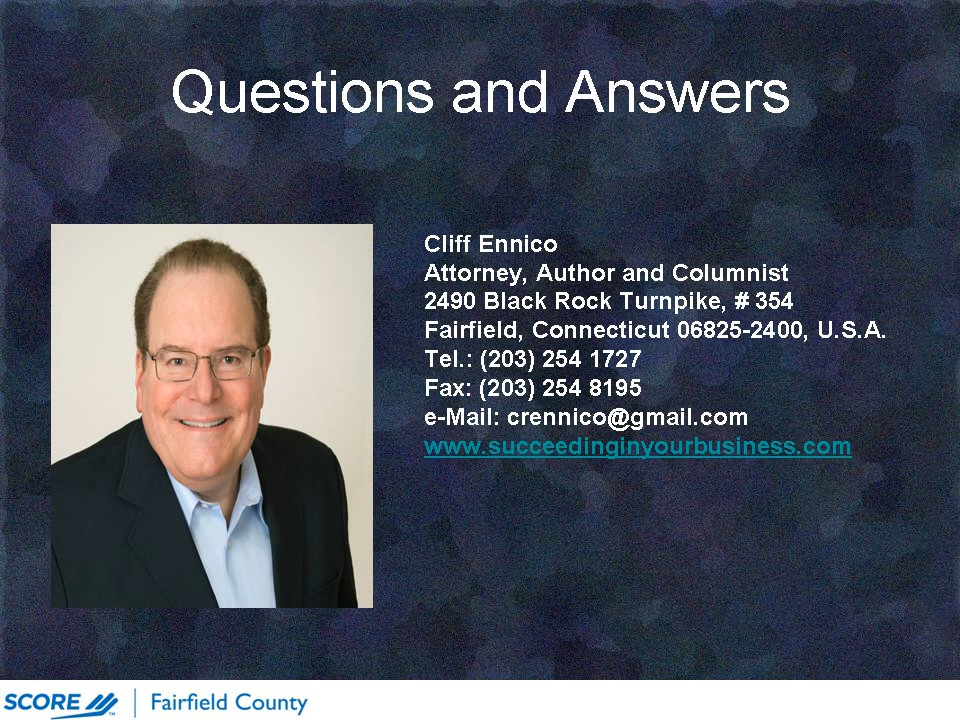 Questions and Answers
Cliff Ennico
Attorney, Author and Columnist
2490 Black Rock Turnpike, # 354
Fairfield, Connecticut 06825-2400, U.S.A.
Tel.: (203) 254 1727
Fax: (203) 254 8195
e-Mail: crennico@gmail.com
www.succeedinginyourbusiness.com
SCORE | Fairfield County